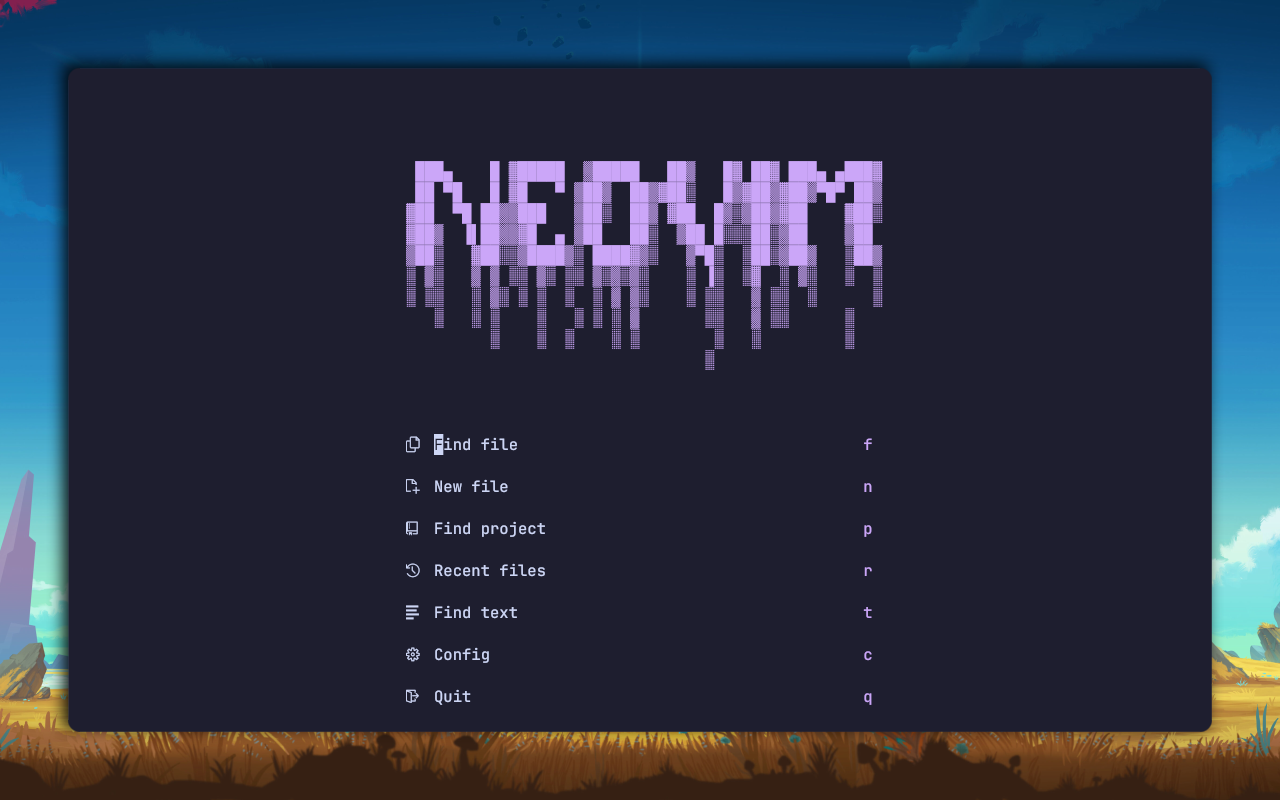 NEOVIM
Find file f
New file n
Find project p
Recent files r
Find text t
Config c
Quit q